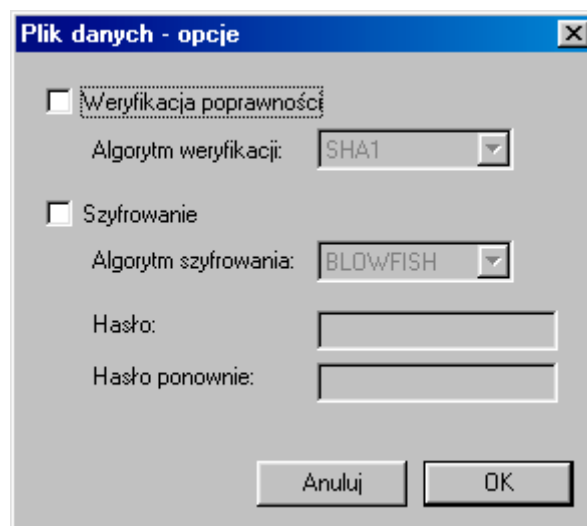 Plik danych - opcje
Weryfikacja poprawności
Algorytm weryfikacji: SHA1
Szyfrowanie
Algorytm szyfrowania: BLOWFISH
Hasło:
Hasło ponownie:
Anuluj OK